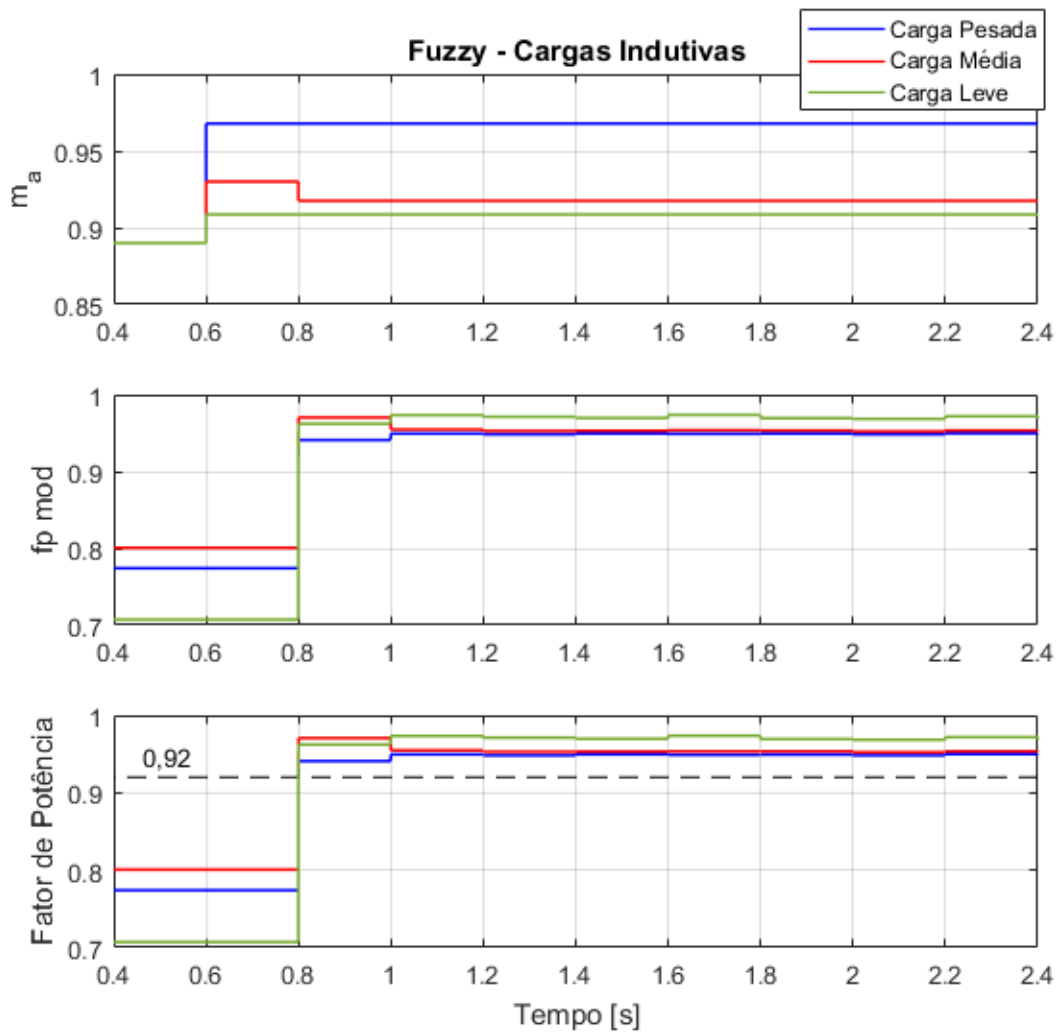 Fuzzy - Cargas Indutivas
Carga Pesada
Carga Média
Carga Leve
1
0.95
0.9
0.85
m_a
0.4 0.6 0.8 1 1.2 1.4 1.6 1.8 2 2.2 2.4
1
0.9
0.8
0.7
fp mod
0.4 0.6 0.8 1 1.2 1.4 1.6 1.8 2 2.2 2.4
1
0,92
0.9
0.8
0.7
Fator de Potência
0.4 0.6 0.8 1 1.2 1.4 1.6 1.8 2 2.2 2.4
Tempo [s]